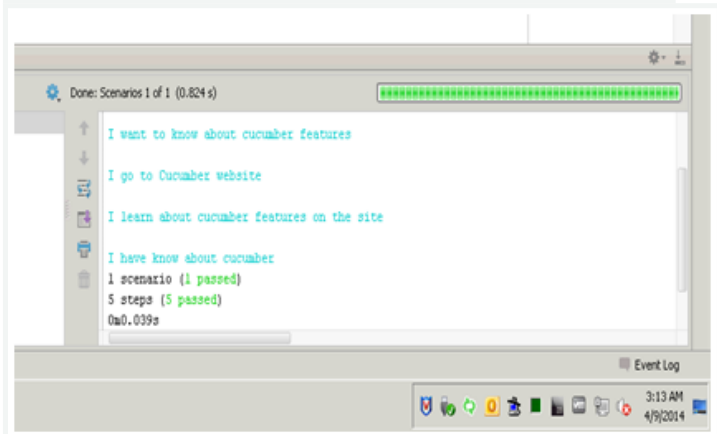 Done: Scenarios 1 of 1 (0.824 s)
I want to know about cucumber features
I go to Cucumber website
I learn about cucumber features on the site
I have know about cucumber
1 scenario (1 passed)
5 steps (5 passed)
0m0.039s
Event Log
3:13 AM
4/9/2014